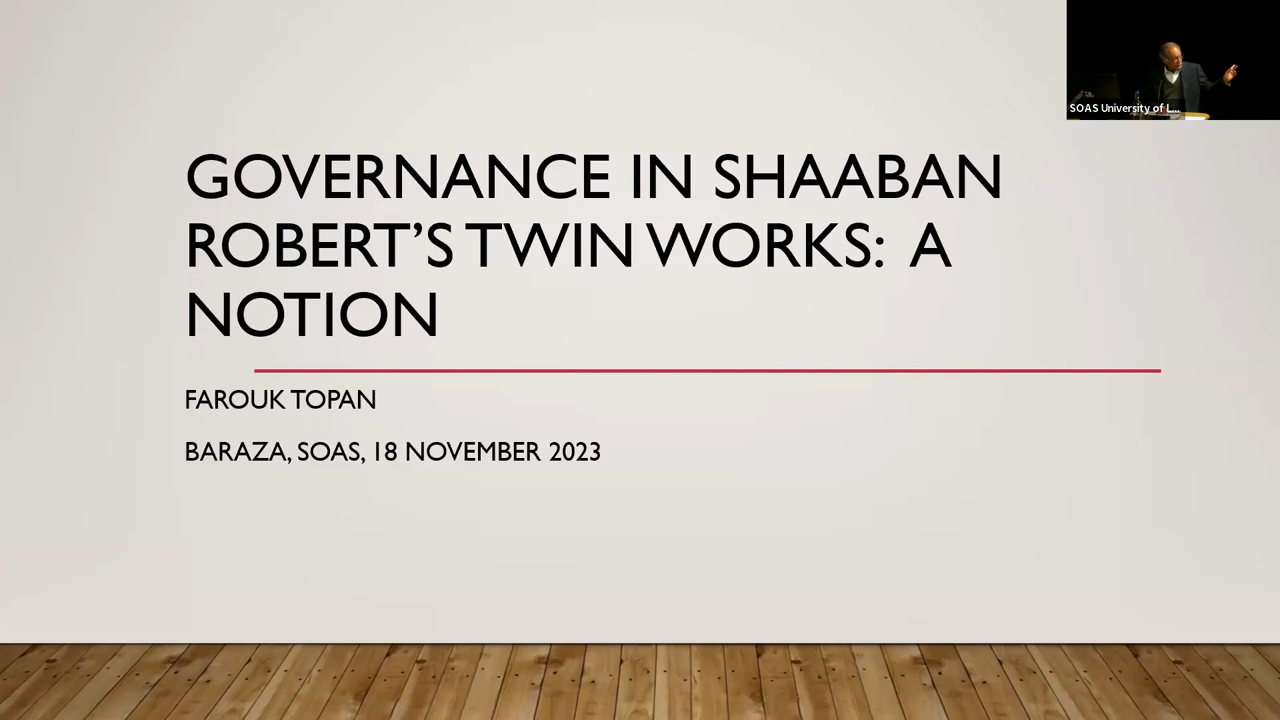 SOAS University of L...
GOVERNANCE IN SHAABAN
ROBERT’S TWIN WORKS: A
NOTION
FAROUK TOPAN
BARAZA, SOAS, 18 NOVEMBER 2023